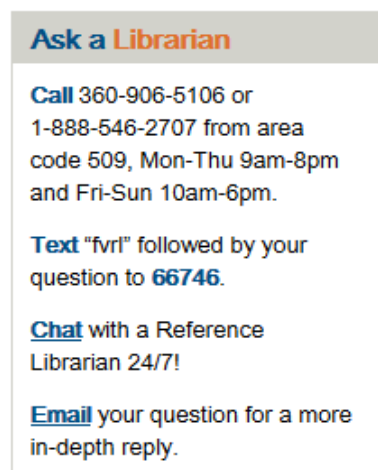 Ask a Librarian
Call 360-906-5106 or
1-888-546-2707 from area
code 509, Mon-Thu 9am-8pm
and Fri-Sun 10am-6pm.
Text “fvrl” followed by your
question to 66746.
Chat with a Reference
Librarian 24/7!
Email your question for a more
in-depth reply.